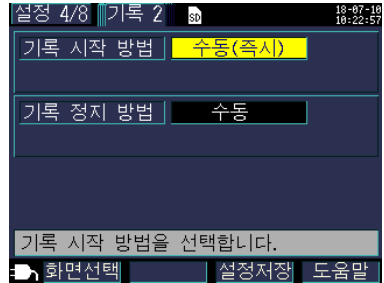 설정 4/8 기록 2 SD 18-07-10
10:22:57
기록 시작 방법 수동(즉시)
기록 정지 방법 수동
기록 시작 방법을 선택합니다.
화면선택 설정저장 도움말